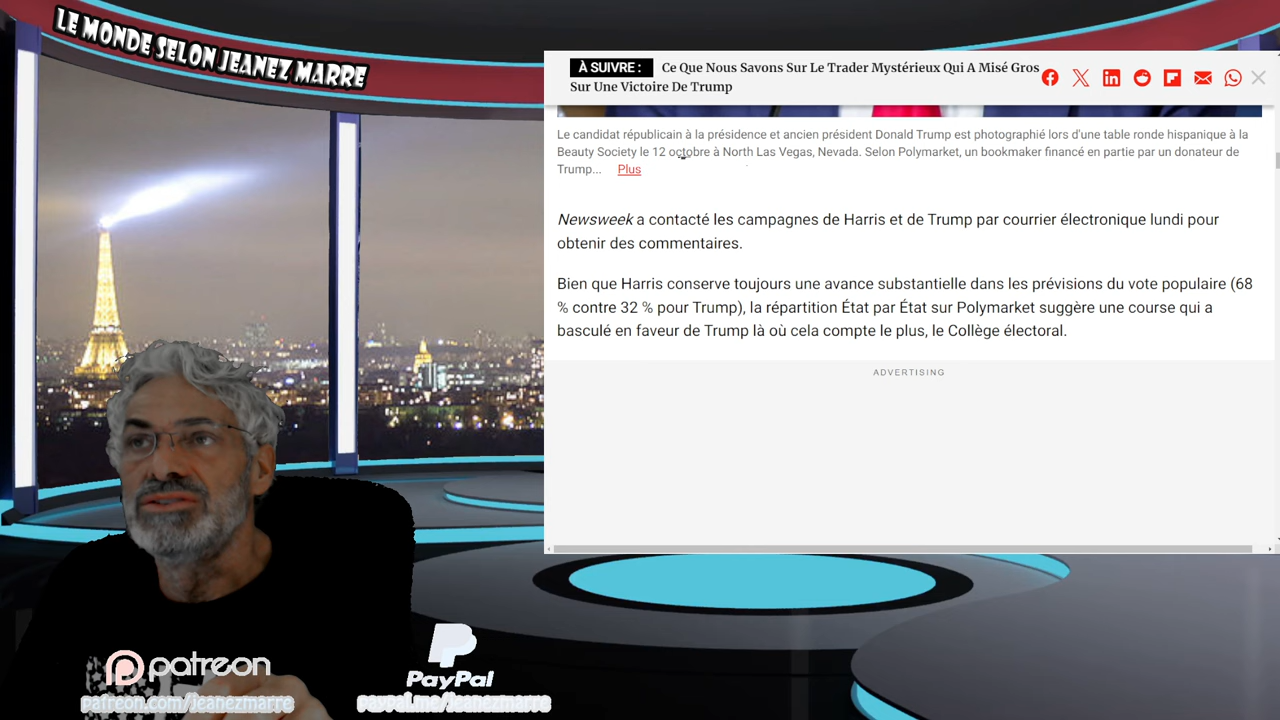 LE MONDE SELON JEANEZ MARRE
À SUIVRE : Ce Que Nous Savons Sur Le Trader Mystérieux Qui A Misé Gros
Sur Une Victoire De Trump
Le candidat républicain à la présidence et ancien président Donald Trump est photographié lors d'une table ronde hispanique à la
Beauty Society le 12 octobre à North Las Vegas, Nevada. Selon Polymarket, un bookmaker financé en partie par un donateur de
Trump... Plus
Newsweek a contacté les campagnes de Harris et de Trump par courrier électronique lundi pour
obtenir des commentaires.
Bien que Harris conserve toujours une avance substantielle dans les prévisions du vote populaire (68
% contre 32 % pour Trump), la répartition État par État sur Polymarket suggère une course qui a
basculé en faveur de Trump là où cela compte le plus, le Collège électoral.
ADVERTISING
patreon
patreon.com/jeanezmarre
PayPal
paypal.me/jeanezmarre